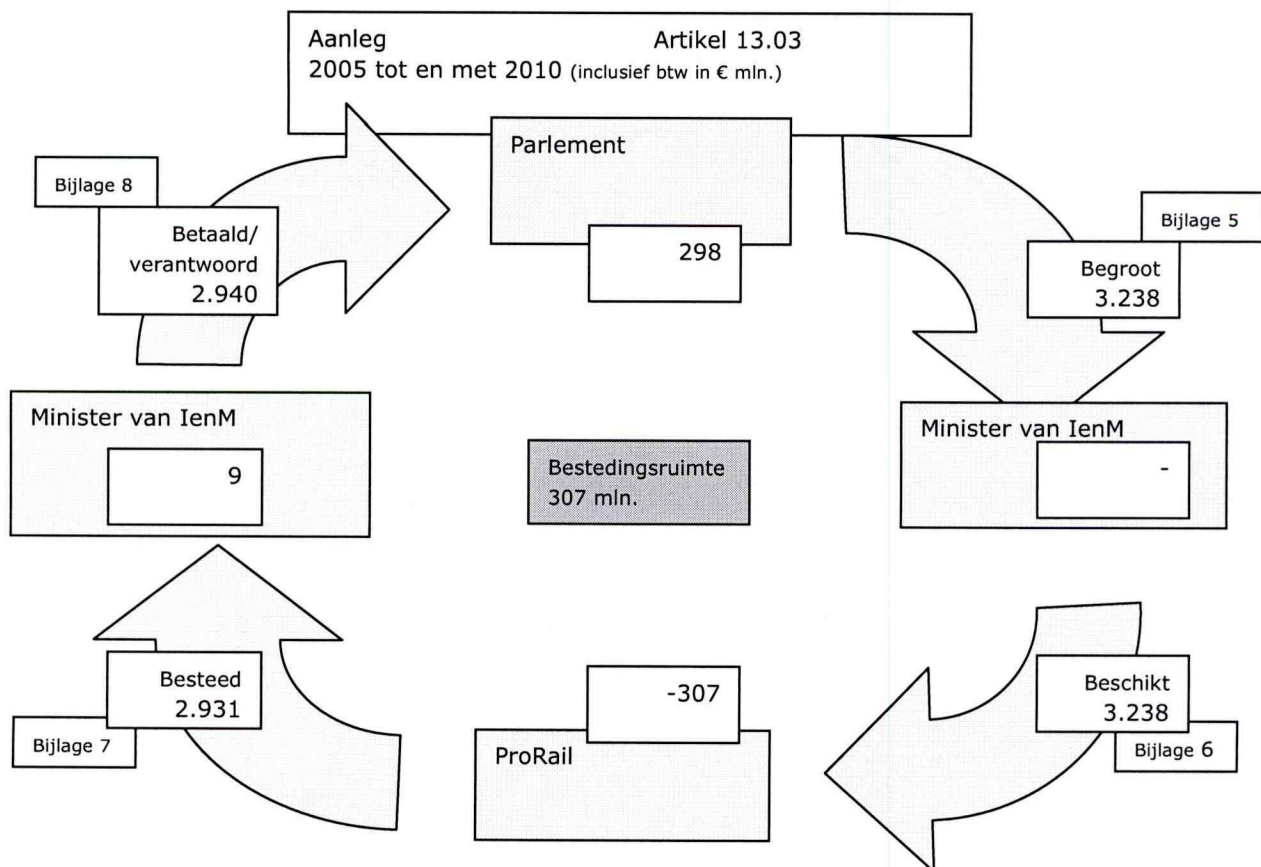 Aanleg Artikel 13.03
2005 tot en met 2010 (inclusief btw in € mln.)
Parlement
298
Bijlage 8
Betaald/
verantwoord
2.940
Bijlage 5
Begroot
3.238
Minister van IenM
9
Bestedingsruimte
307 mln.
Minister van IenM
-
Besteed
2.931
Bijlage 7
-307
ProRail
Beschikt
3.238
Bijlage 6